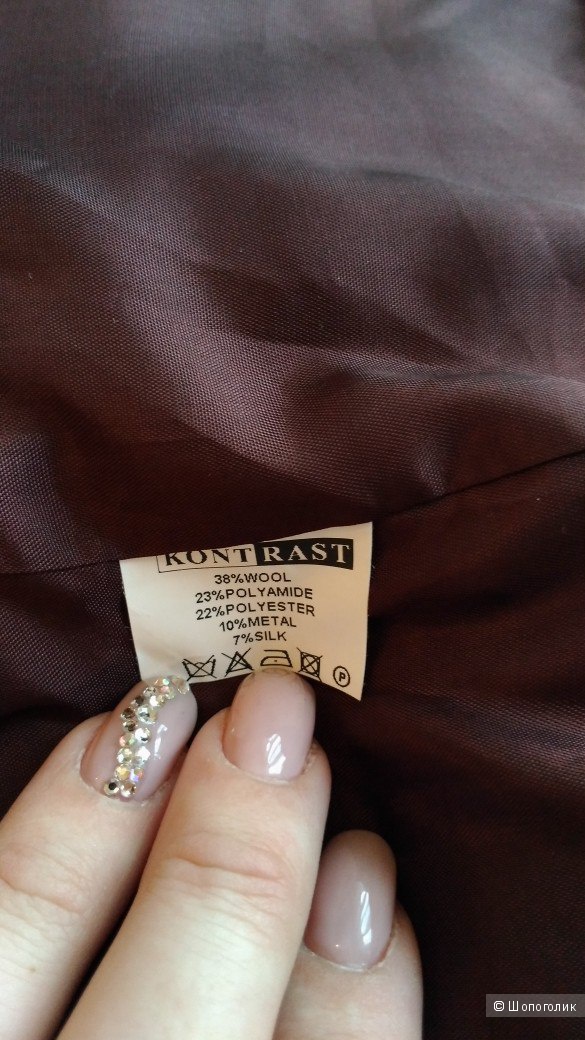 KONTRAST
38%WOOL
23%POLYAMIDE
22%POLYESTER
10%METAL
7%SILK
P
© Шопоголик